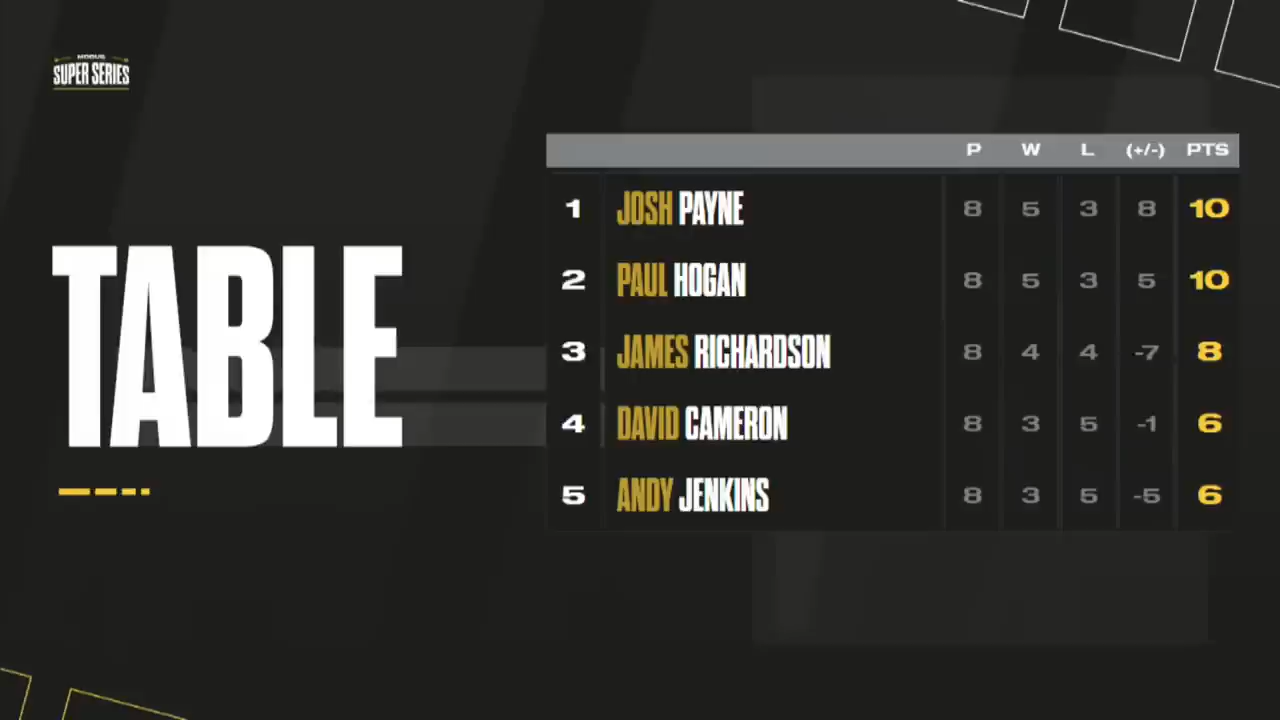 MODUS
SUPER SERIES
TABLE
P W L (+/-) PTS
1 JOSH PAYNE 8 5 3 8 10
2 PAUL HOGAN 8 5 3 5 10
3 JAMES RICHARDSON 8 4 4 -7 8
4 DAVID CAMERON 8 3 5 -1 6
5 ANDY JENKINS 8 3 5 -5 6